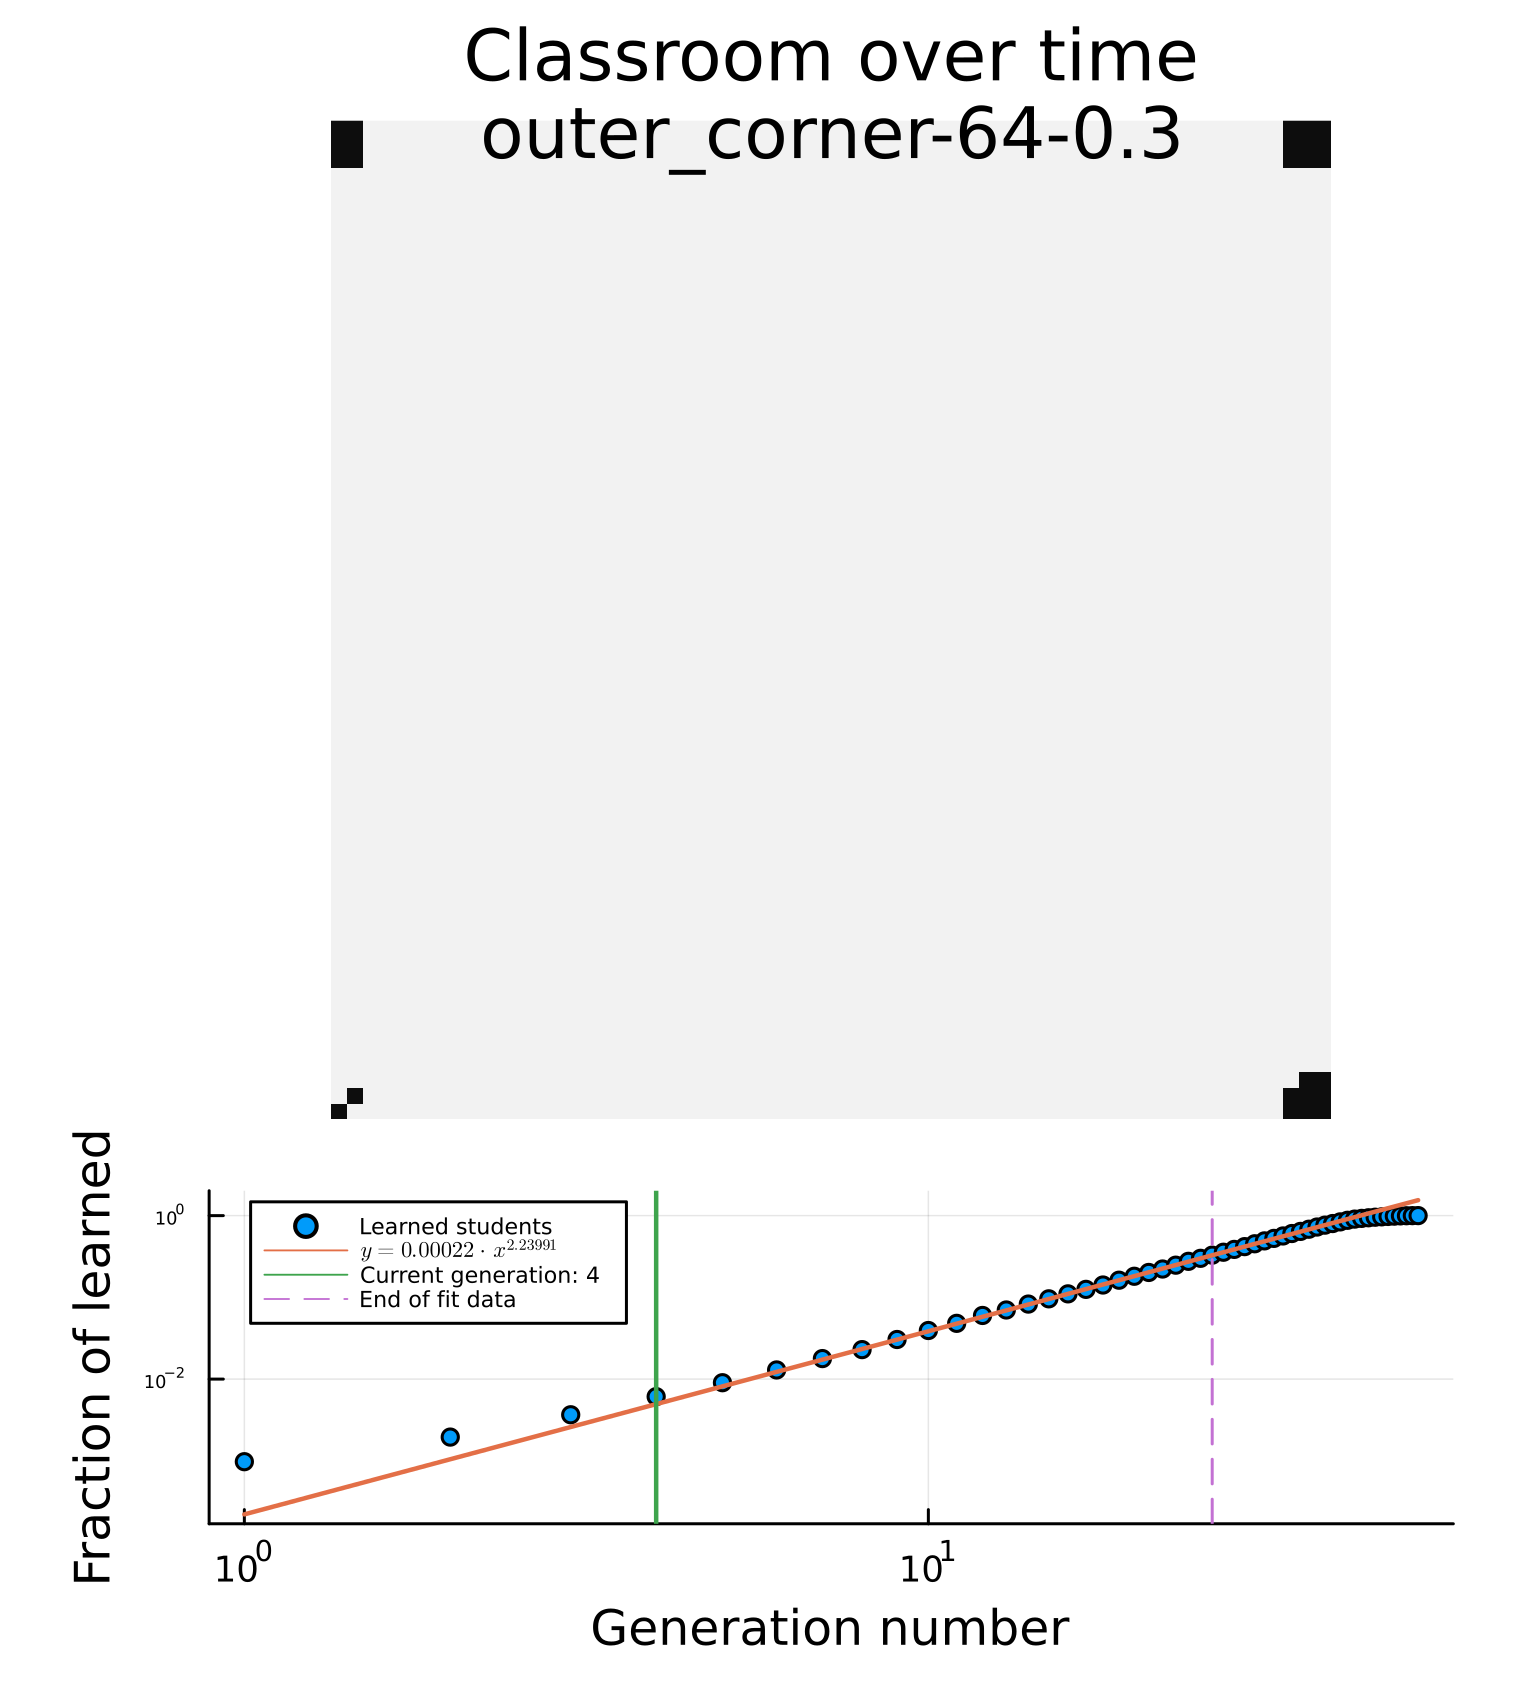 Classroom over time
outer_corner-64-0.3
Fraction of learned
10⁰
10⁻²
Learned students
y = 0.00022 · x^2.23991
Current generation: 4
End of fit data
10⁰
10¹
Generation number